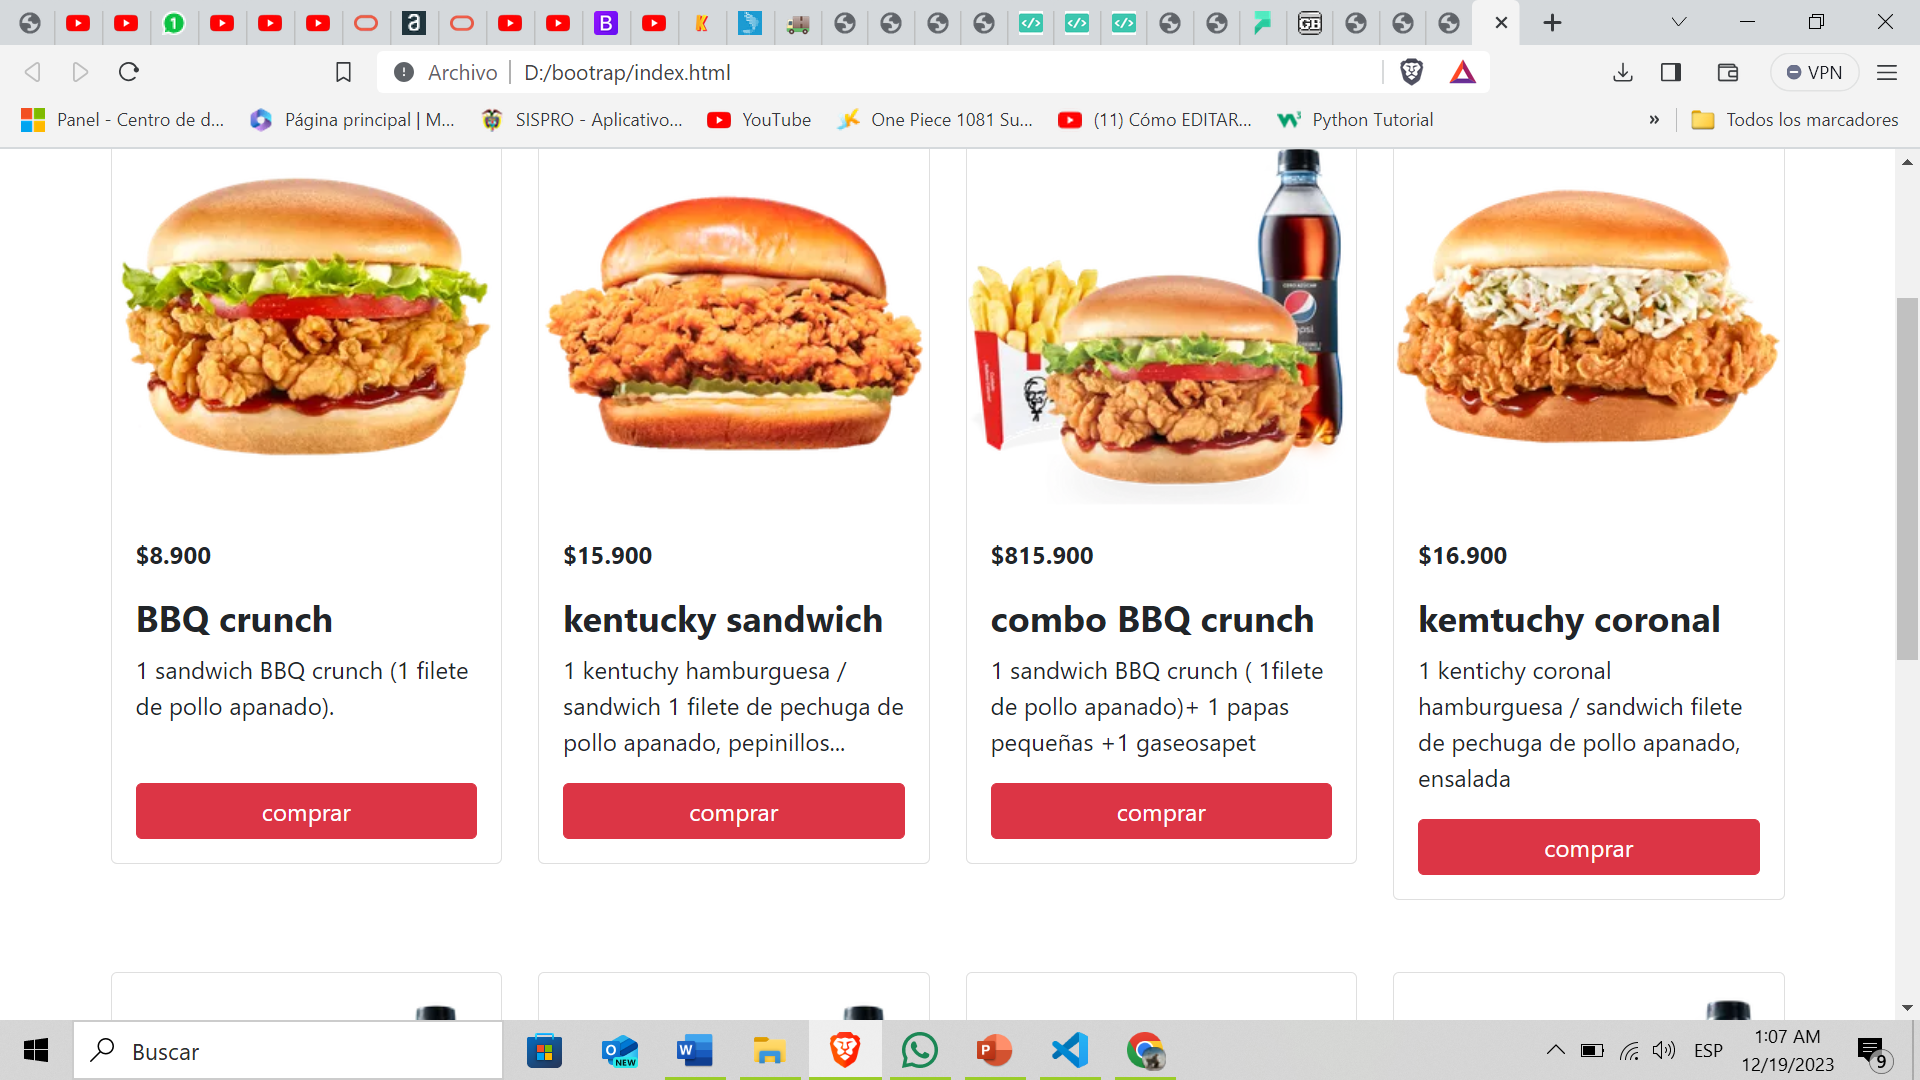 Archivo D:/bootrap/index.html
VPN
Panel - Centro de d...
Página principal | M...
SISPRO - Aplicativo...
YouTube
One Piece 1081 Su...
(11) Cómo EDITAR...
Python Tutorial
»
Todos los marcadores
pepsi
$8.900
BBQ crunch
1 sandwich BBQ crunch (1 filete
de pollo apanado).
comprar
$15.900
kentucky sandwich
1 kentuchy hamburguesa /
sandwich 1 filete de pechuga de
pollo apanado, pepinillos...
comprar
$815.900
combo BBQ crunch
1 sandwich BBQ crunch ( 1filete
de pollo apanado)+ 1 papas
pequeñas +1 gaseosapet
comprar
$16.900
kemtuchy coronal
1 kentichy coronal
hamburguesa / sandwich filete
de pechuga de pollo apanado,
ensalada
comprar
Buscar
NEW
ESP
1:07 AM
12/19/2023
9